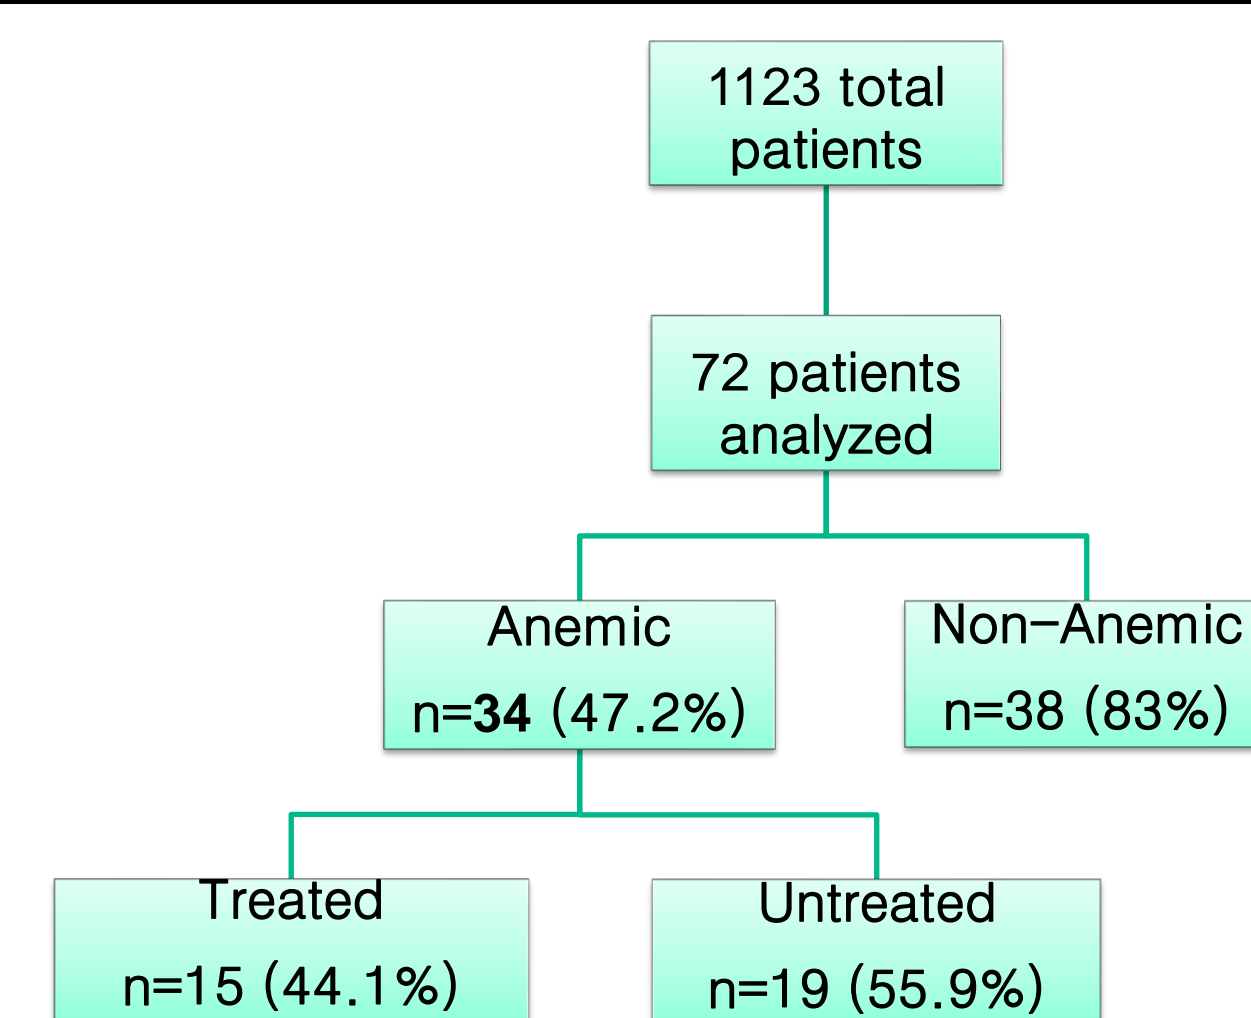 1123 total
patients
72 patients
analyzed
Anemic
n=34 (47.2%)
Non-Anemic
n=38 (83%)
Treated
n=15 (44.1%)
Untreated
n=19 (55.9%)